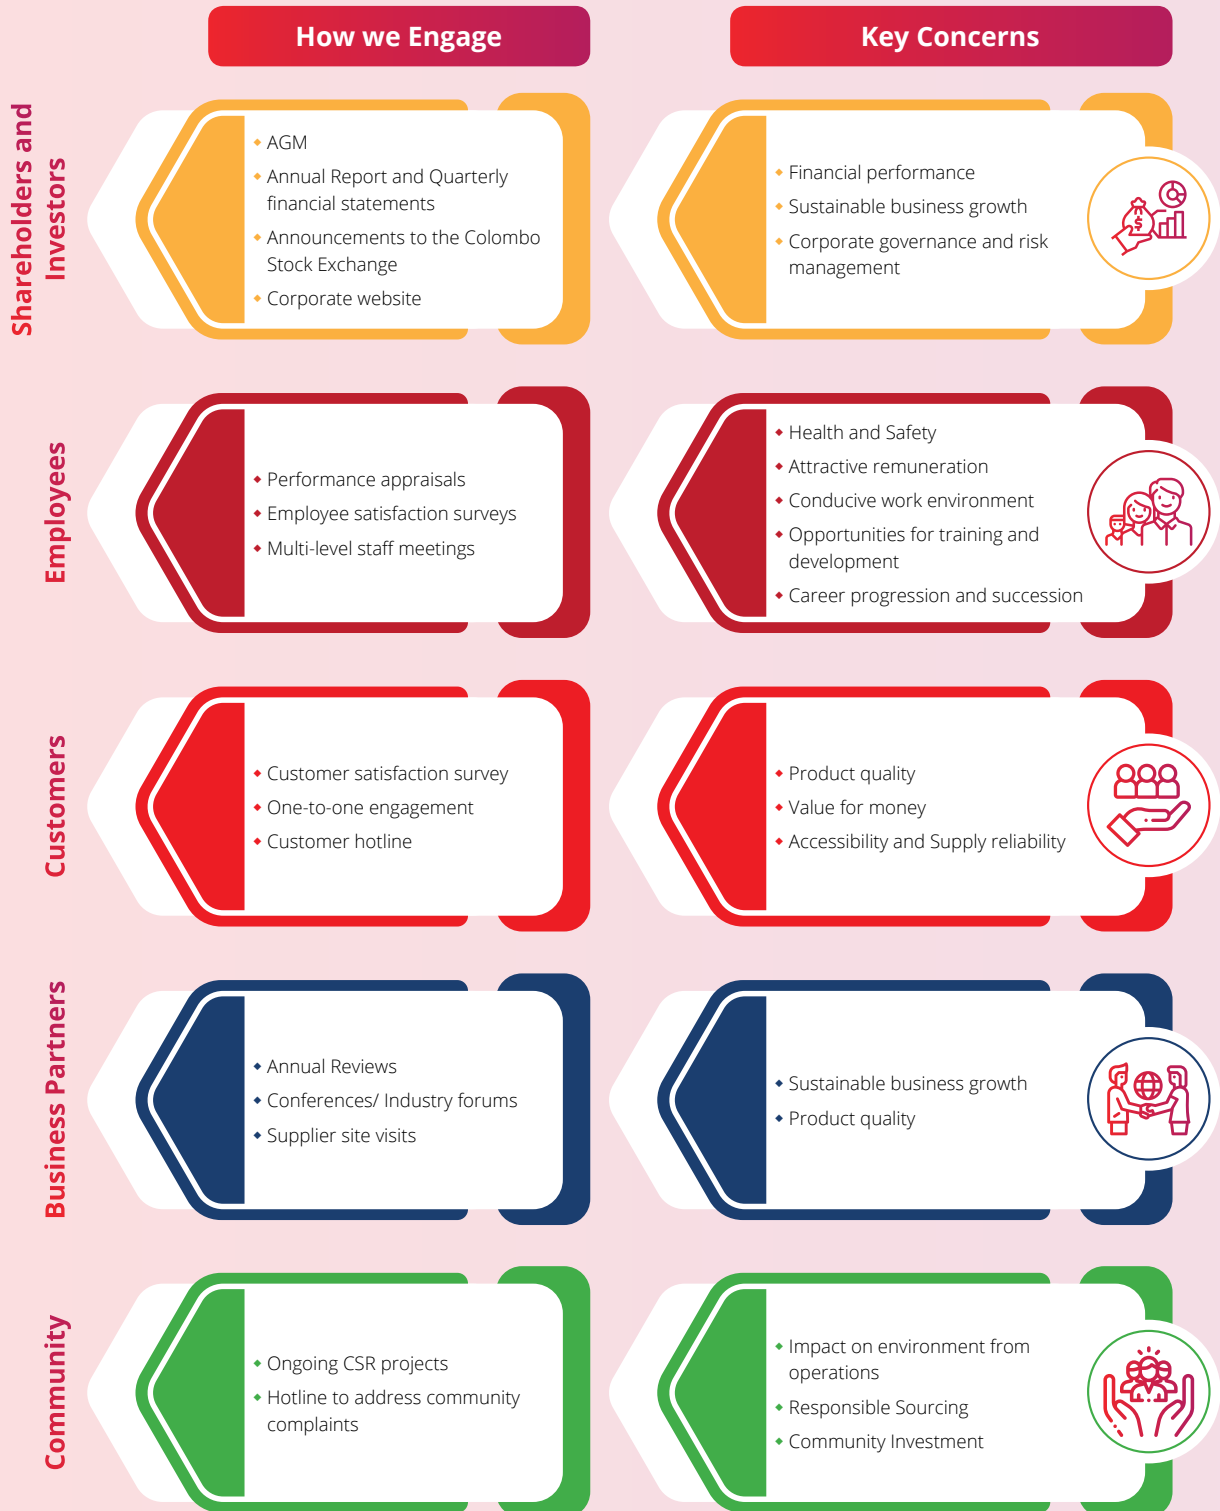 How we Engage
Key Concerns
Shareholders and
Investors
AGM
Annual Report and Quarterly
financial statements
Announcements to the Colombo
Stock Exchange
Corporate website
Financial performance
Sustainable business growth
Corporate governance and risk
management
Employees
Performance appraisals
Employee satisfaction surveys
Multi-level staff meetings
Health and Safety
Attractive remuneration
Conducive work environment
Opportunities for training and
development
Career progression and succession
Customers
Customer satisfaction survey
One-to-one engagement
Customer hotline
Product quality
Value for money
Accessibility and Supply reliability
Business Partners
Annual Reviews
Conferences/ Industry forums
Supplier site visits
Sustainable business growth
Product quality
Community
Ongoing CSR projects
Hotline to address community
complaints
Impact on environment from
operations
Responsible Sourcing
Community Investment